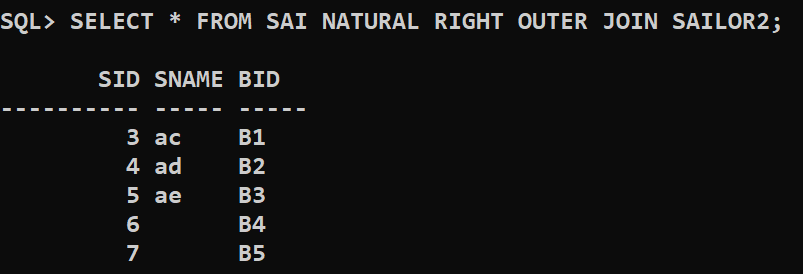 SQL> SELECT * FROM SAI NATURAL RIGHT OUTER JOIN SAILOR2;
SID SNAME BID
---------- ----- -----
3 ac B1
4 ad B2
5 ae B3
6 B4
7 B5